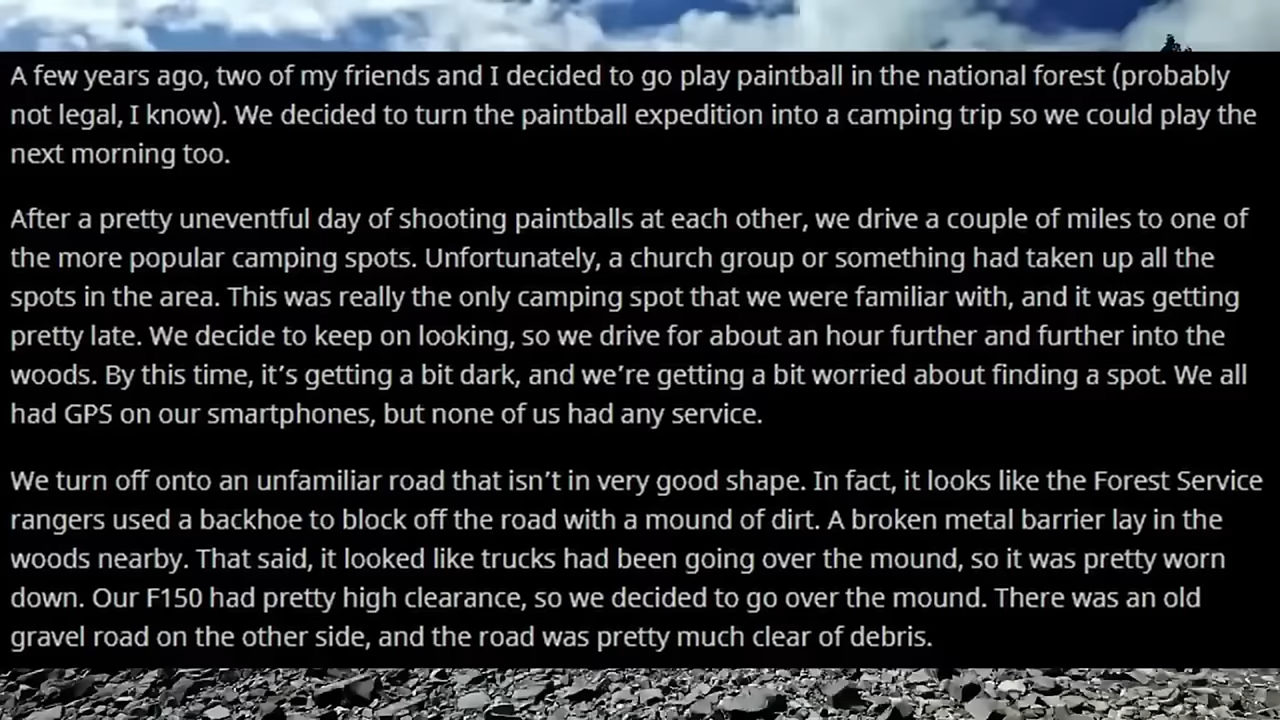 A few years ago, two of my friends and I decided to go play paintball in the national forest (probably
not legal, I know). We decided to turn the paintball expedition into a camping trip so we could play the
next morning too.
After a pretty uneventful day of shooting paintballs at each other, we drive a couple of miles to one of
the more popular camping spots. Unfortunately, a church group or something had taken up all the
spots in the area. This was really the only camping spot that we were familiar with, and it was getting
pretty late. We decide to keep on looking, so we drive for about an hour further and further into the
woods. By this time, it’s getting a bit dark, and we’re getting a bit worried about finding a spot. We all
had GPS on our smartphones, but none of us had any service.
We turn off onto an unfamiliar road that isn’t in very good shape. In fact, it looks like the Forest Service
rangers used a backhoe to block off the road with a mound of dirt. A broken metal barrier lay in the
woods nearby. That said, it looked like trucks had been going over the mound, so it was pretty worn
down. Our F150 had pretty high clearance, so we decided to go over the mound. There was an old
gravel road on the other side, and the road was pretty much clear of debris.